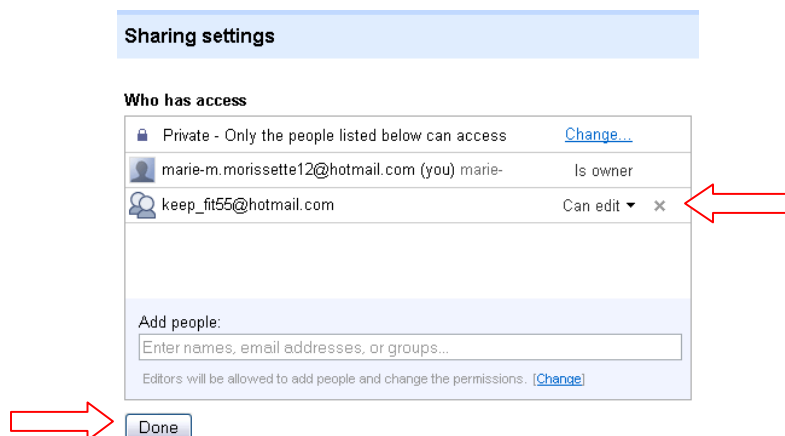 Sharing settings
Who has access
Private - Only the people listed below can access Change...
marie-m.morissette12@hotmail.com (you) marie- Is owner
keep_fit55@hotmail.com Can edit
Add people:
Enter names, email addresses, or groups...
Editors will be allowed to add people and change the permissions. [Change]
Done